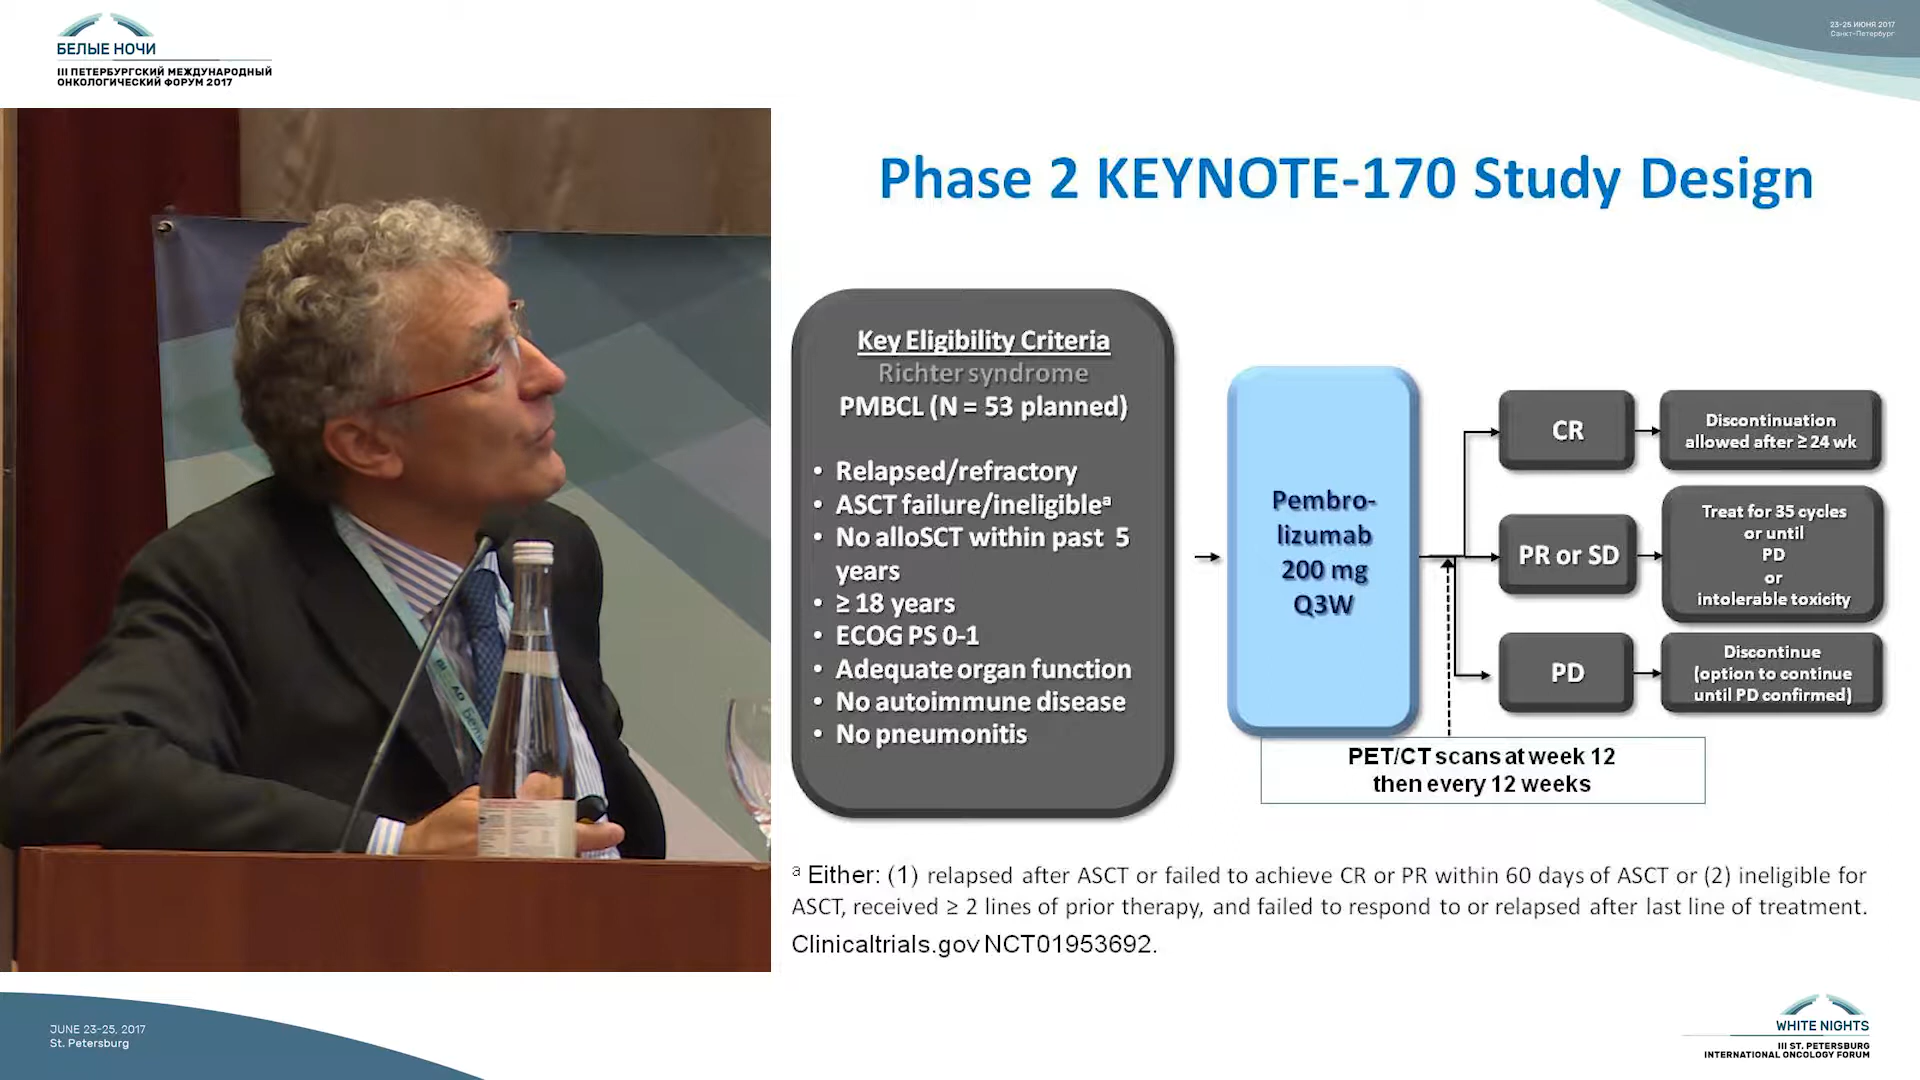 БЕЛЫЕ НОЧИ
III ПЕТЕРБУРГСКИЙ МЕЖДУНАРОДНЫЙ
ОНКОЛОГИЧЕСКИЙ ФОРУМ 2017
23-25 ИЮНЯ 2017
Санкт-Петербург
Phase 2 KEYNOTE-170 Study Design
Key Eligibility Criteria
Richter syndrome
PMBCL (N = 53 planned)
• Relapsed/refractory
• ASCT failure/ineligibleª
• No alloSCT within past 5
years
• ≥ 18 years
• ECOG PS 0-1
• Adequate organ function
• No autoimmune disease
• No pneumonitis
Pembro-
lizumab
200 mg
Q3W
CR
Discontinuation
allowed after ≥ 24 wk
PR or SD
Treat for 35 cycles
or until
PD
or
intolerable toxicity
PD
Discontinue
(option to continue
until PD confirmed)
PET/CT scans at week 12
then every 12 weeks
ª Either: (1) relapsed after ASCT or failed to achieve CR or PR within 60 days of ASCT or (2) ineligible for
ASCT, received ≥ 2 lines of prior therapy, and failed to respond to or relapsed after last line of treatment.
Clinicaltrials.gov NCT01953692.
JUNE 23-25, 2017
St. Petersburg
WHITE NIGHTS
III ST. PETERSBURG
INTERNATIONAL ONCOLOGY FORUM